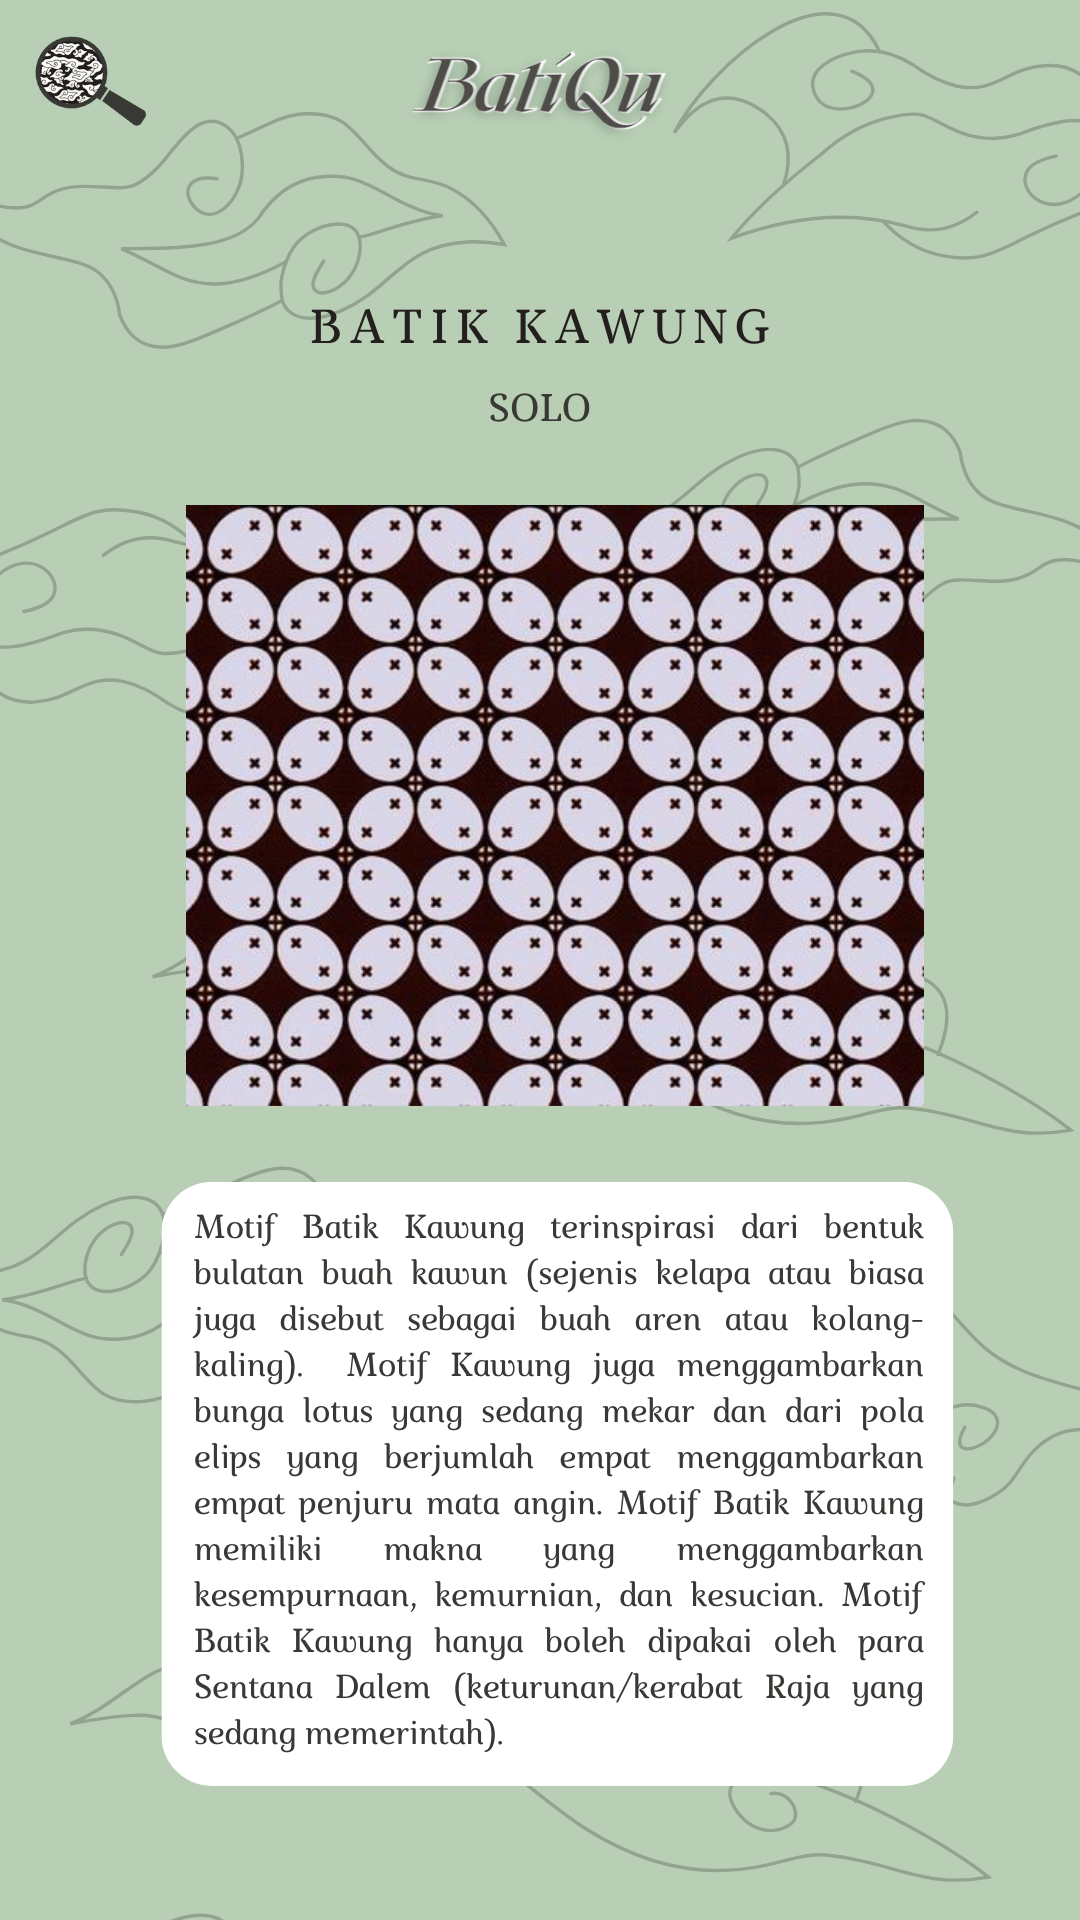 BatiQu
BATIK KAWUNG
SOLO
Motif Batik Kawung terinspirasi dari bentuk
bulatan buah kawun (sejenis kelapa atau biasa
juga disebut sebagai buah aren atau kolang-
kaling).  Motif Kawung juga menggambarkan
bunga lotus yang sedang mekar dan dari pola
elips yang berjumlah empat menggambarkan
empat penjuru mata angin. Motif Batik Kawung
memiliki makna yang menggambarkan
kesempurnaan, kemurnian, dan kesucian. Motif
Batik Kawung hanya boleh dipakai oleh para
Sentana Dalem (keturunan/kerabat Raja yang
sedang memerintah).